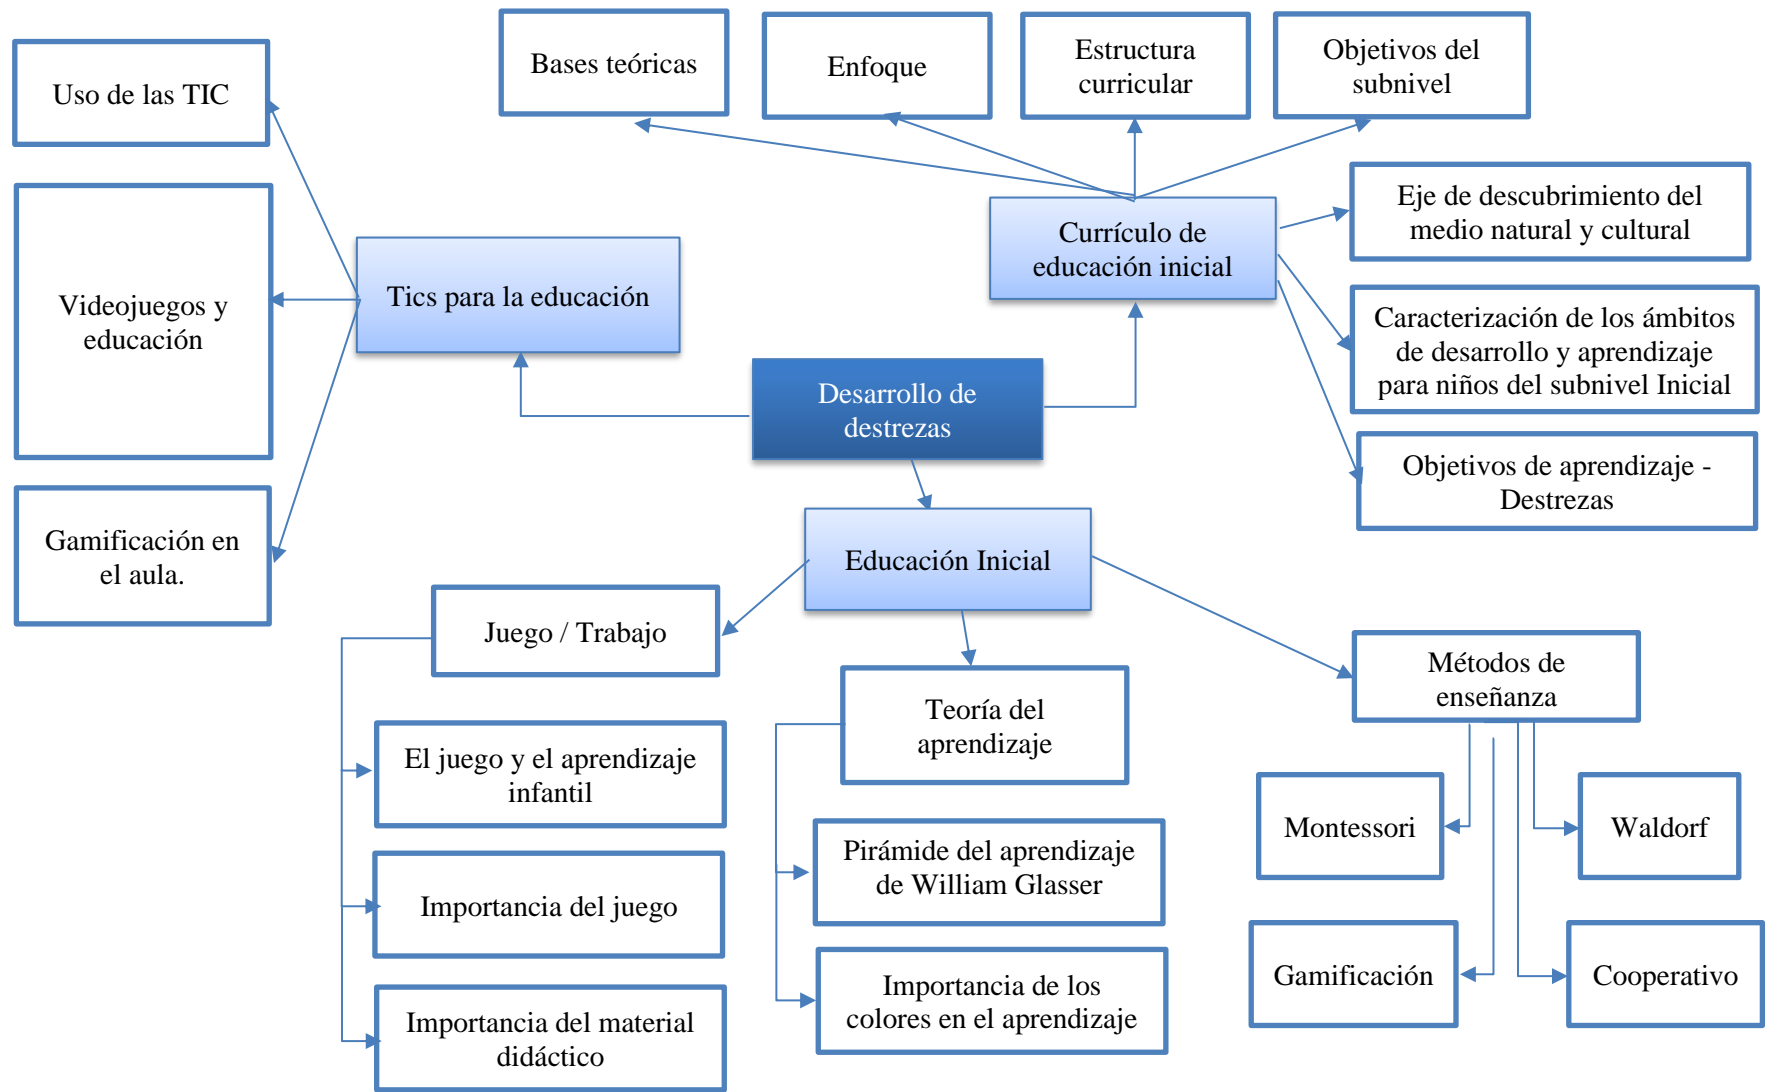 Uso de las TIC
Bases teóricas
Enfoque
Estructura
curricular
Objetivos del
subnivel
Videojuegos y
educación
Tics para la educación
Currículo de
educación inicial
Eje de descubrimiento del
medio natural y cultural
Caracterización de los ámbitos
de desarrollo y aprendizaje
para niños del subnivel Inicial
Desarrollo de
destrezas
Objetivos de aprendizaje -
Destrezas
Gamificación en
el aula.
Educación Inicial
Juego / Trabajo
El juego y el aprendizaje
infantil
Importancia del juego
Importancia del material
didáctico
Teoría del
aprendizaje
Pirámide del aprendizaje
de William Glasser
Importancia de los
colores en el aprendizaje
Métodos de
enseñanza
Montessori
Waldorf
Gamificación
Cooperativo